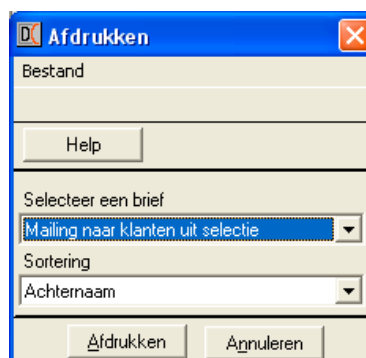 Afdrukken
Bestand
Help
Selecteer een brief
Mailing naar klanten uit selectie
Sortering
Achternaam
Afdrukken Annuleren